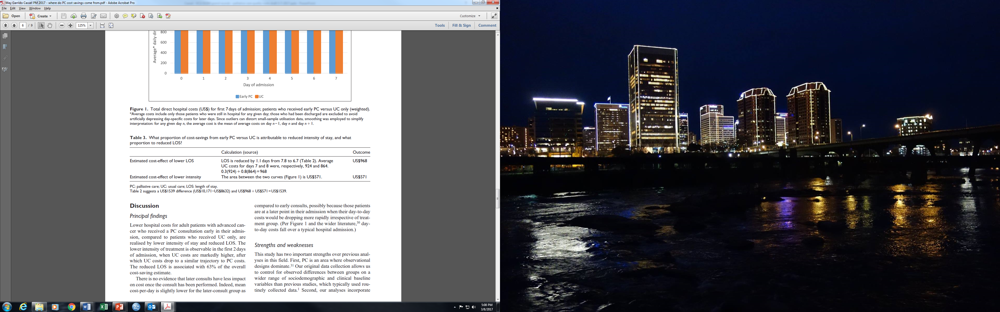 May Garrido Cassel PM 2017 - where do PC cost savings come from.pdf - Adobe Acrobat Pro
File Edit View Window Help
Open Create Customize
6 / 9 125% Tools Fill & Sign Comment
Average* daily dir
800
600
400
200
0
0 1 2 3 4 5 6 7
Day of admission
Early PC UC
Figure 1. Total direct hospital costs (US$) for first 7 days of admission; patients who received early PC versus UC only (weighted).
*Average costs include only those patients who were still in hospital for any given day; those who had been discharged are excluded to avoid
artificially depressing day-specific costs for later days. Since outliers can distort small-sample utilisation data, smoothing was employed to simplify
interpretation: for any given day n, the average cost is the mean of average costs on day n−1, day n and day n+1.
Table 3. What proportion of cost-savings from early PC versus UC is attributable to reduced intensity of stay, and what
proportion to reduced LOS?
Calculation (source) Outcome
Estimated cost-effect of lower LOS LOS is reduced by 1.1 days from 7.8 to 6.7 (Table 2). Average US$968
UC costs for days 7 and 8 were, respectively, 924 and 864.
0.3(924)+0.8(864)=968
Estimated cost-effect of lower intensity The area between the two curves (Figure 1) is US$571. US$571
PC: palliative care; UC: usual care; LOS: length of stay.
Table 2 suggests a US$1539 difference (US$10,171−US$8632) and US$968+US$571=US$1539.
Discussion
Principal findings
Lower hospital costs for adult patients with advanced can-
cer who received a PC consultation early in their admis-
sion, compared to patients who received UC only, are
realised by lower intensity of stay and reduced LOS. The
lower intensity of treatment is observable in the first 2 days
of admission, when UC costs are markedly higher, after
which UC costs drop to a similar trajectory to PC costs.
The reduced LOS is associated with 63% of the overall
cost-saving estimate.
There is no evidence that later consults have less impact
on cost once the consult has been performed. Indeed, mean
cost-per-day is slightly lower for the later-consult group as
compared to early consults, possibly because those patients
are at a later point in their admission when their day-to-day
costs would be dropping more rapidly irrespective of treat-
ment group. (Per Figure 1 and the wider literature,30 day-
to-day costs fall over a typical hospital admission.)
Strengths and weaknesses
This study has two important strengths over previous anal-
yses in this field. First, PC is an area where observational
designs dominate.31 Our original data collection allows us
to control for observed differences between groups on a
wider range of sociodemographic and clinical baseline
variables than previous studies, which typically used rou-
tinely collected data.1 Second, our analyses incorporate
5:08 PM
3/8/2017